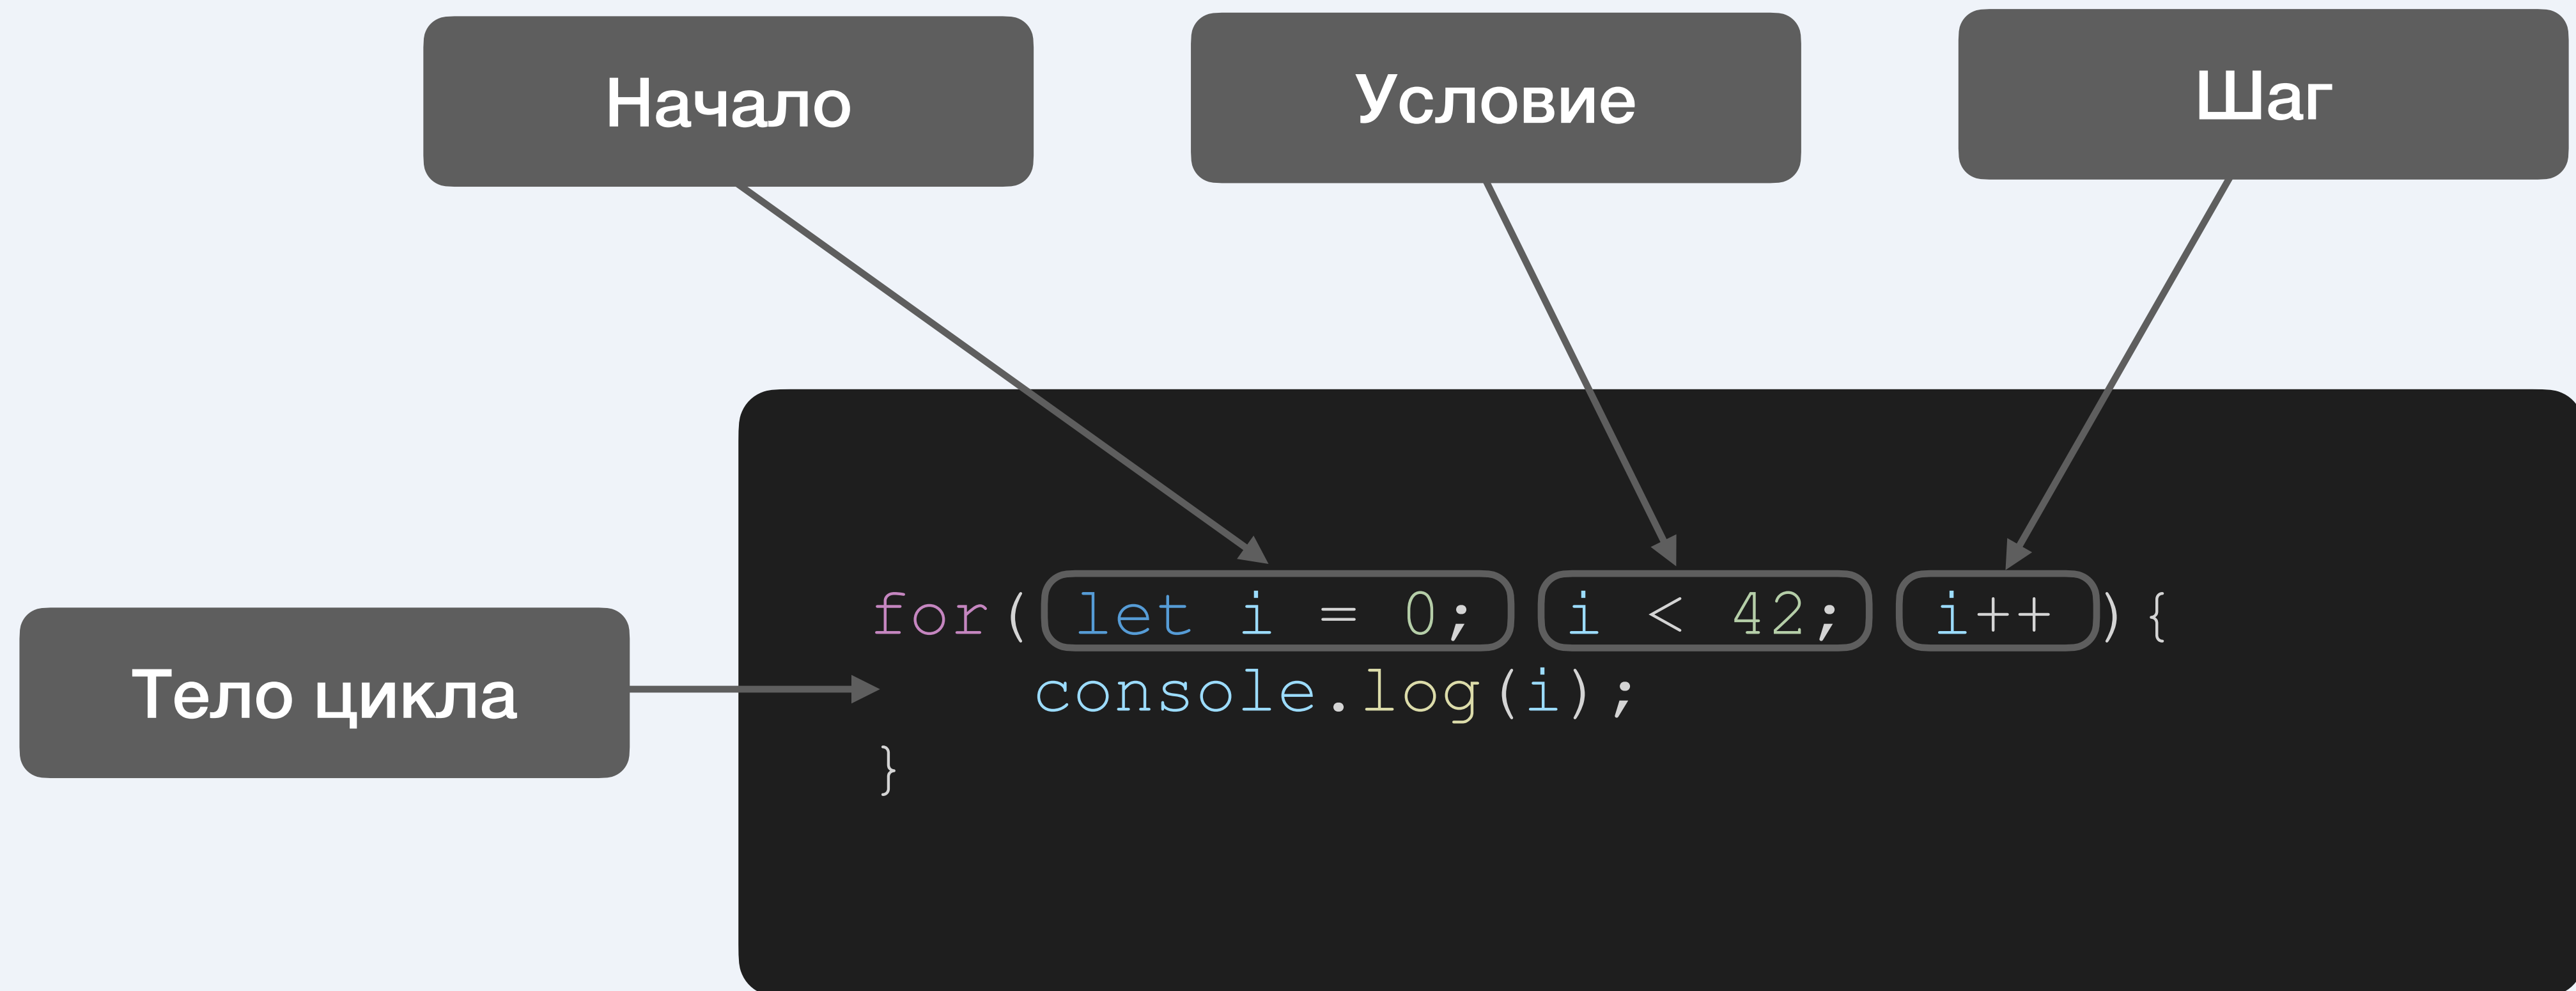 Начало
Условие
Шаг
Тело цикла
for( let i = 0; i < 42; i++ ){
console.log(i);
}